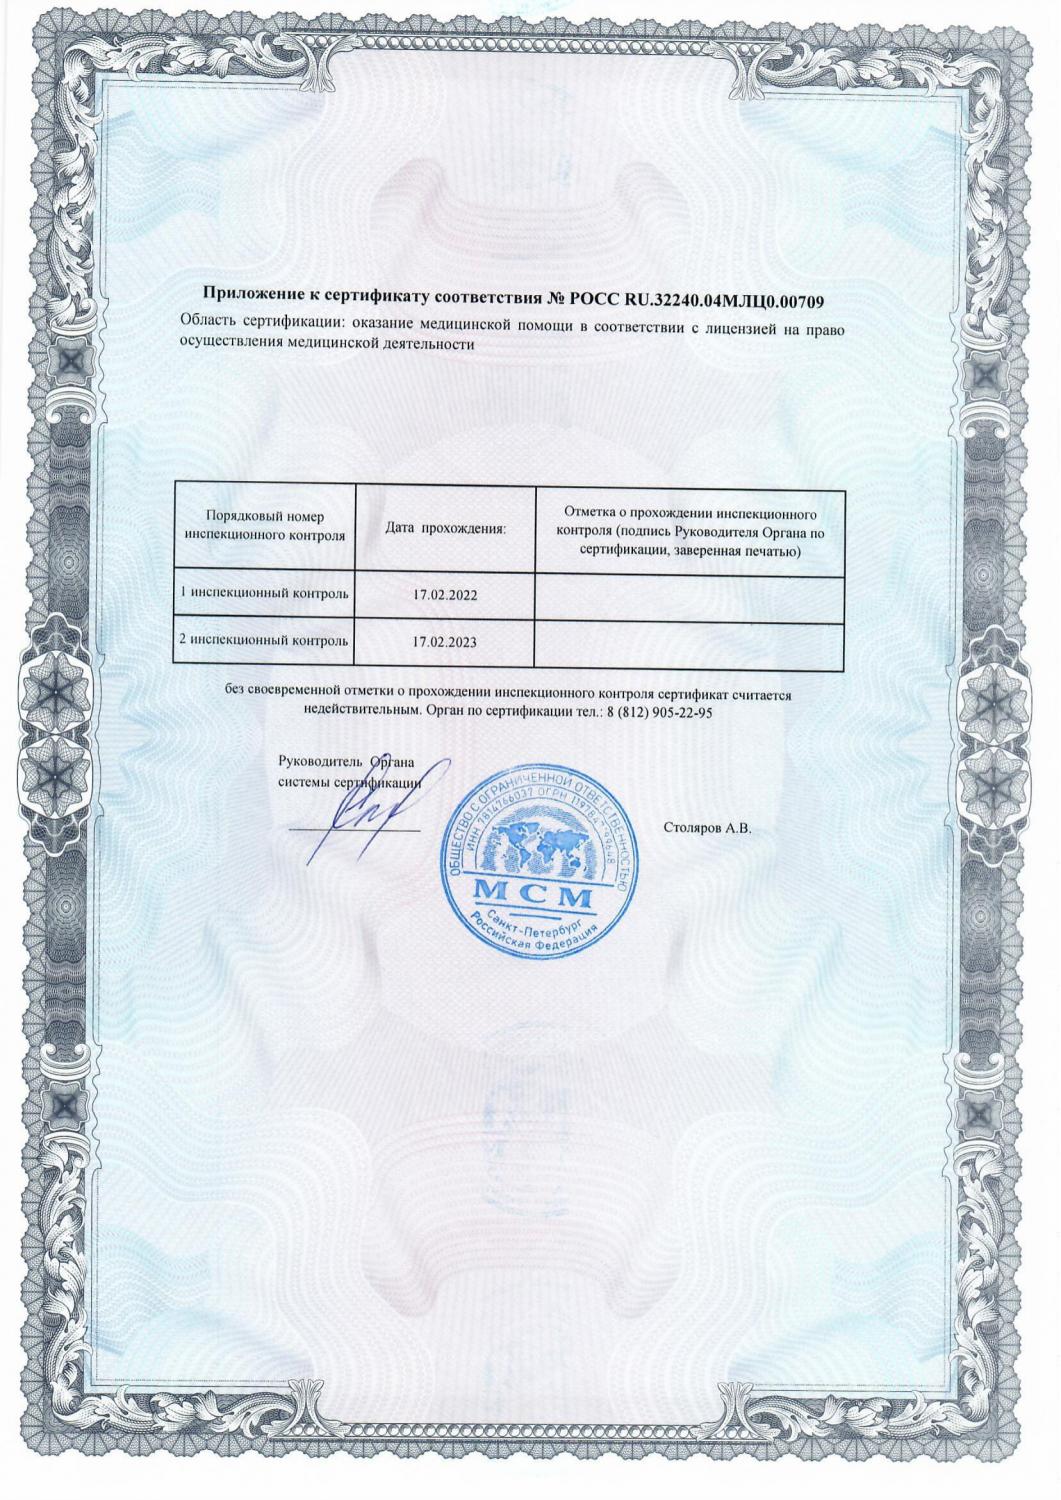 Приложение к сертификату соответствия № РОСС RU.32240.04МЛЦ0.00709
Область сертификации: оказание медицинской помощи в соответствии с лицензией на право
осуществления медицинской деятельности
Порядковый номер
инспекционного контроля
Дата прохождения:
Отметка о прохождении инспекционного
контроля (подпись Руководителя Органа по
сертификации, заверенная печатью)
1 инспекционный контроль
17.02.2022
2 инспекционный контроль
17.02.2023
без своевременной отметки о прохождении инспекционного контроля сертификат считается
недействительным. Орган по сертификации тел.: 8 (812) 905-22-95
Руководитель Органа
системы сертификации
Столяров А.В.
ОБЩЕСТВО С ОГРАНИЧЕННОЙ ОТВЕТСТВЕННОСТЬЮ
ИНН 7814766037 ОГРН
МСМ
Санкт-Петербург
Российская Федерация